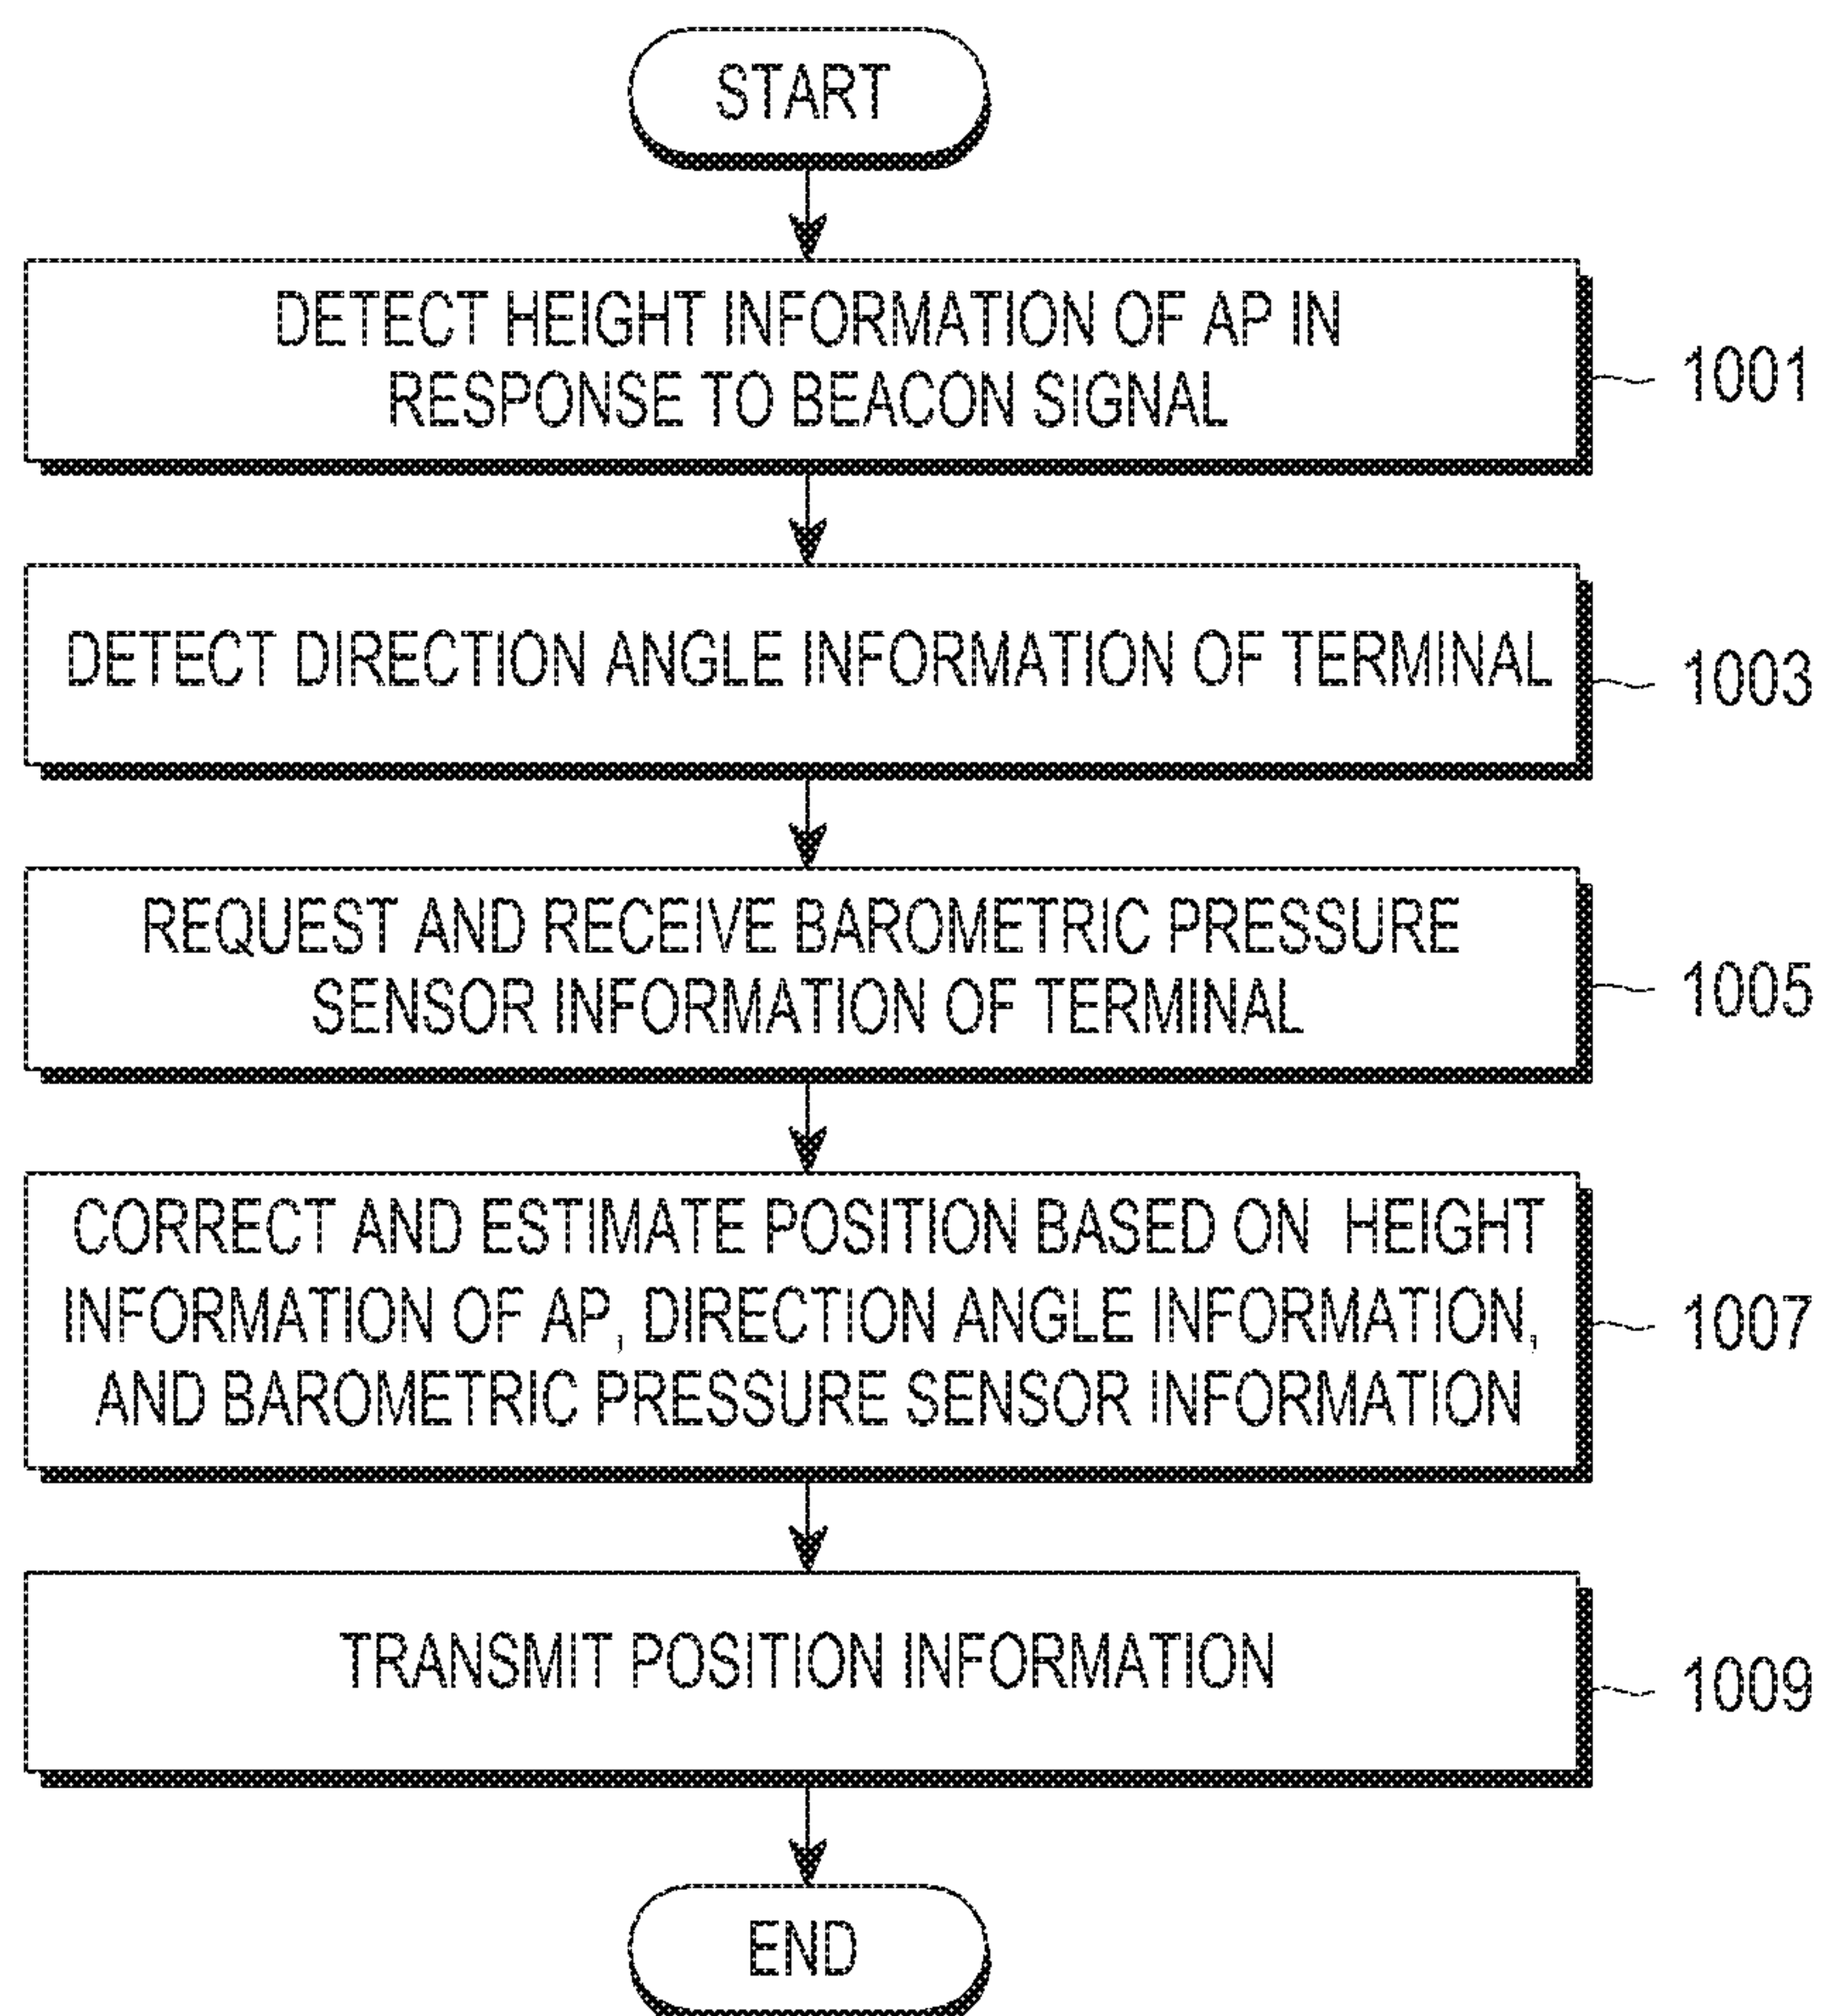 START
DETECT HEIGHT INFORMATION OF AP IN
RESPONSE TO BEACON SIGNAL
1001
DETECT DIRECTION ANGLE INFORMATION OF TERMINAL
1003
REQUEST AND RECEIVE BAROMETRIC PRESSURE
SENSOR INFORMATION OF TERMINAL
1005
CORRECT AND ESTIMATE POSITION BASED ON HEIGHT
INFORMATION OF AP, DIRECTION ANGLE INFORMATION,
AND BAROMETRIC PRESSURE SENSOR INFORMATION
1007
TRANSMIT POSITION INFORMATION
1009
END